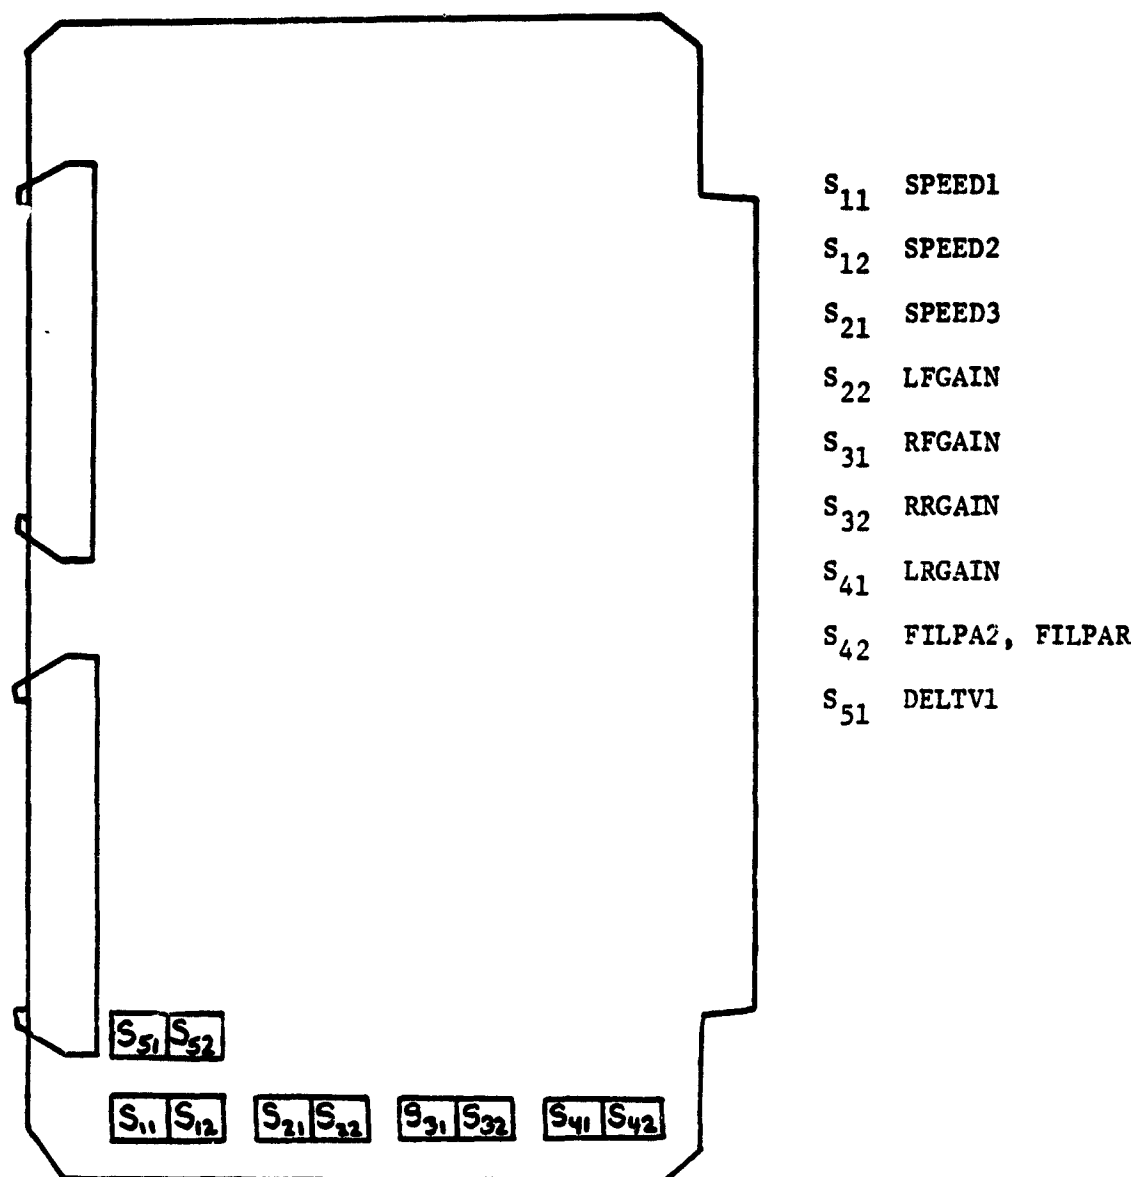 S11 SPEED1
S12 SPEED2
S21 SPEED3
S22 LFGAIN
S31 RFGAIN
S32 RRGAIN
S41 LRGAIN
S42 FILPA2, FILPAR
S51 DELTV1
S51 S52
S11 S12 S21 S22 S31 S32 S41 S42